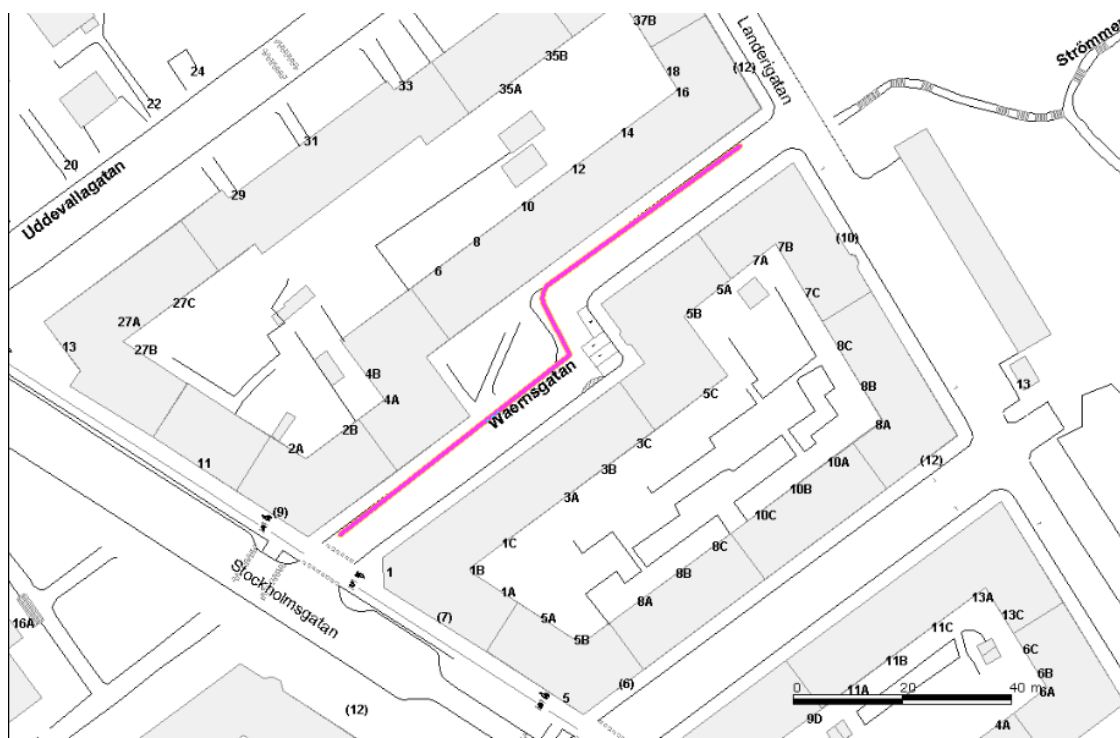 37B
Landerigatan
Strömme
24
35B
18
(12)
33
35A
16
22
14
31
20
12
29
10
Uddevallagatan
8
7B
(10)
6
7A
27C
5A
7C
27A
5B
27B
8C
13
4B
13
8B
4A
5C
Waernsgatan
2B
8A
3C
2A
11
3B
10A
(12)
3A
10B
(9)
10C
1C
8C
1
1B
8B
Stockholmsgatan
1A
8A
13A
16A
(7)
5A
13C
11C
5B
6C
11B
6B
(6)
0
20
40 m
6A
5
11A
(12)
9D
4A